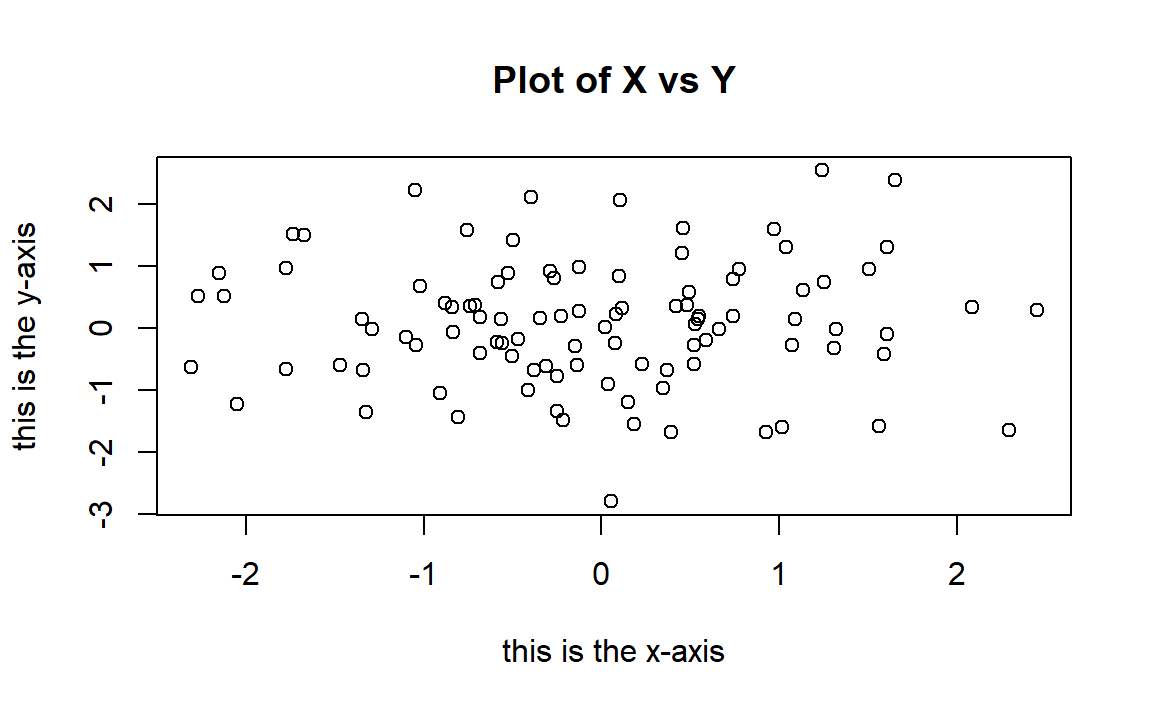 Plot of X vs Y
this is the y-axis
2
1
0
-1
-2
-3
-2 -1 0 1 2
this is the x-axis